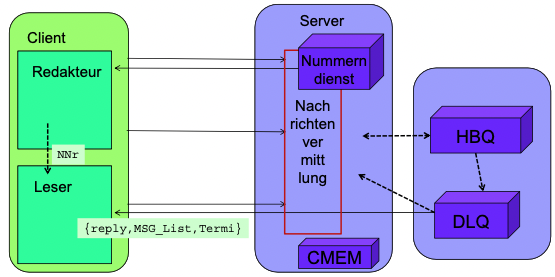 Client
Server
Redakteur
Nummern
dienst
Nach
richten
ver
mitt
lung
HBQ
NNr
Leser
DLQ
{reply,MSG_List,Termi}
CMEM